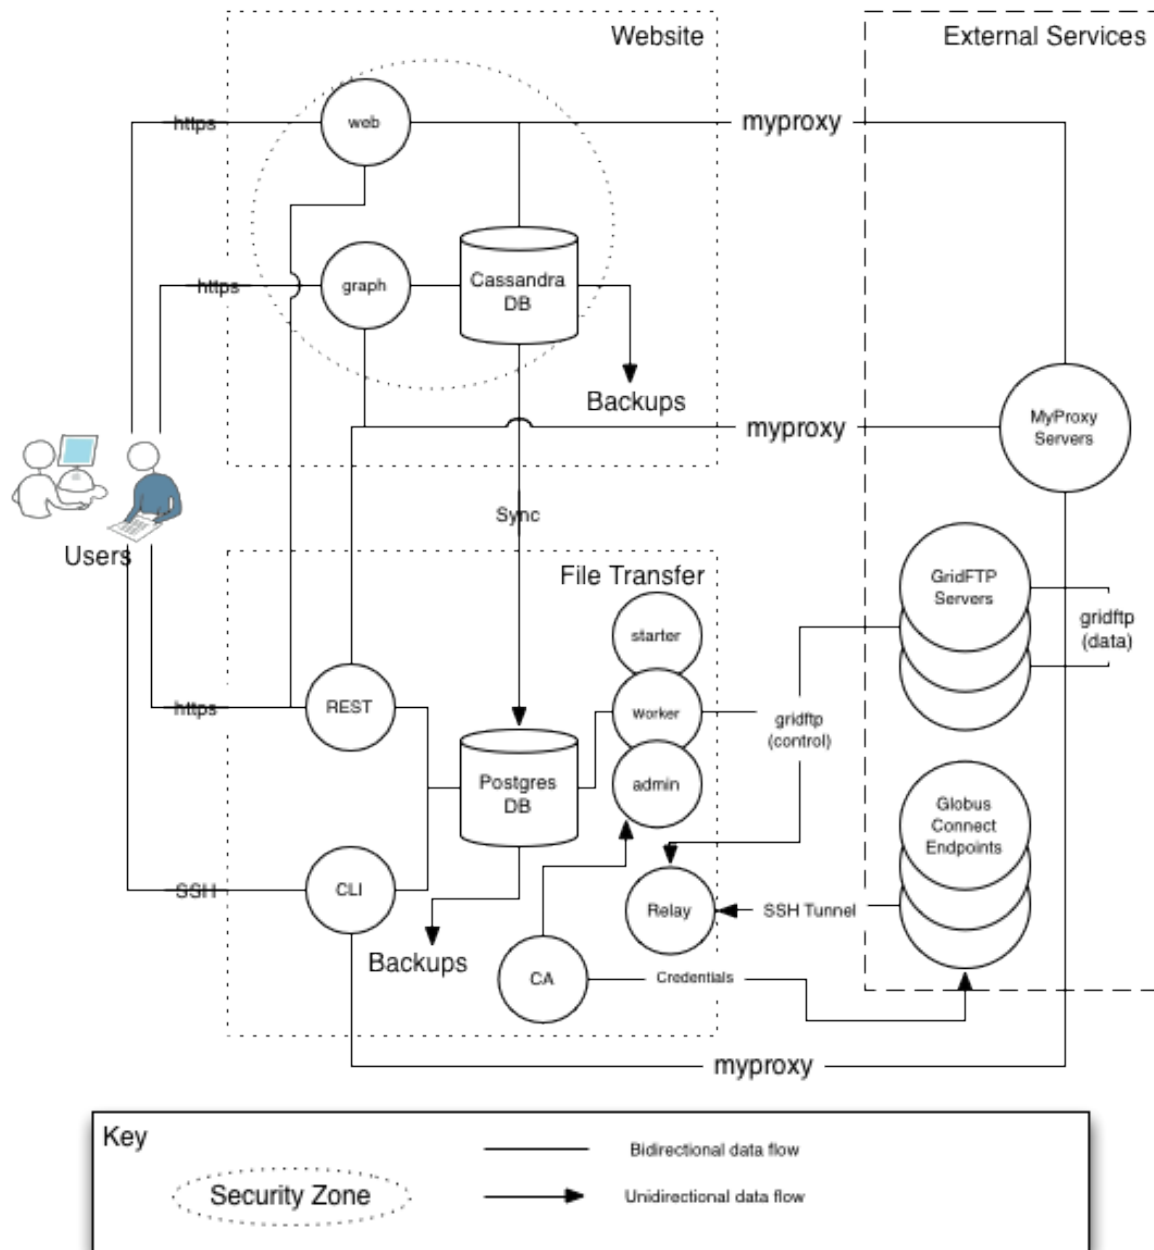 Website
External Services
https
web
myproxy
https
graph
Cassandra
DB
Backups
myproxy
MyProxy
Servers
Sync
Users
File Transfer
GridFTP
Servers
gridftp
(data)
starter
https
REST
worker
gridftp
(control)
Postgres
DB
admin
Globus
Connect
Endpoints
SSH
CLI
Relay
SSH Tunnel
Backups
CA
Credentials
myproxy
Key
Bidirectional data flow
Security Zone
Unidirectional data flow